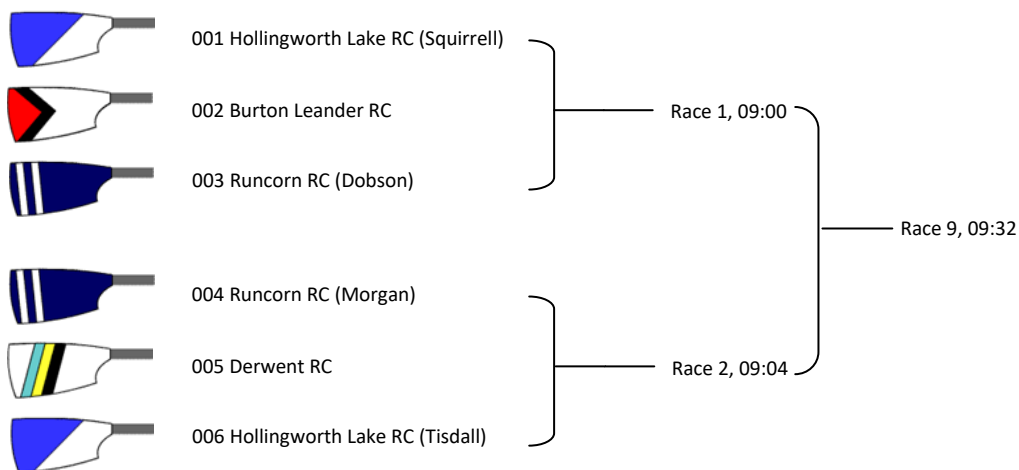 001 Hollingworth Lake RC (Squirrell)
002 Burton Leander RC
Race 1, 09:00
003 Runcorn RC (Dobson)
Race 9, 09:32
004 Runcorn RC (Morgan)
005 Derwent RC
Race 2, 09:04
006 Hollingworth Lake RC (Tisdall)